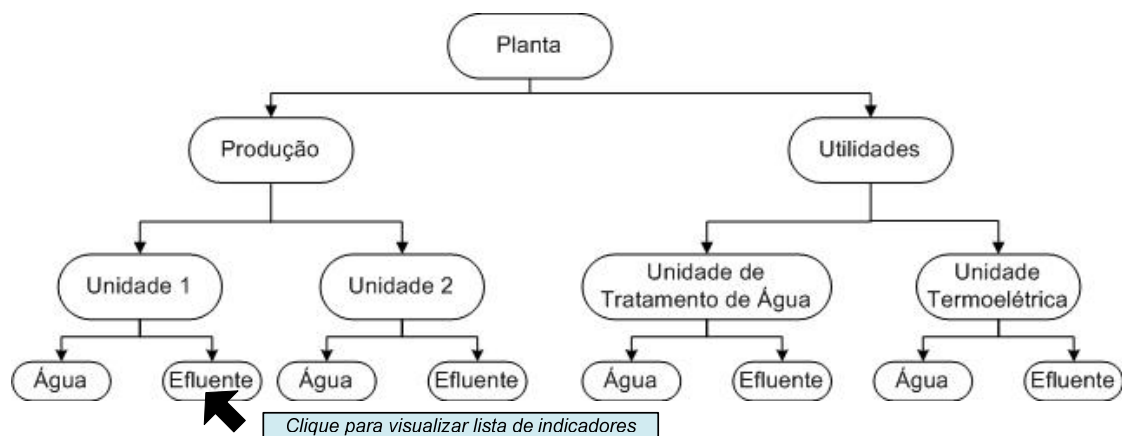 Planta
Produção
Utilidades
Unidade 1
Unidade 2
Unidade de
Tratamento de Água
Unidade
Termoelétrica
Água
Efluente
Água
Efluente
Água
Efluente
Água
Efluente
Clique para visualizar lista de indicadores